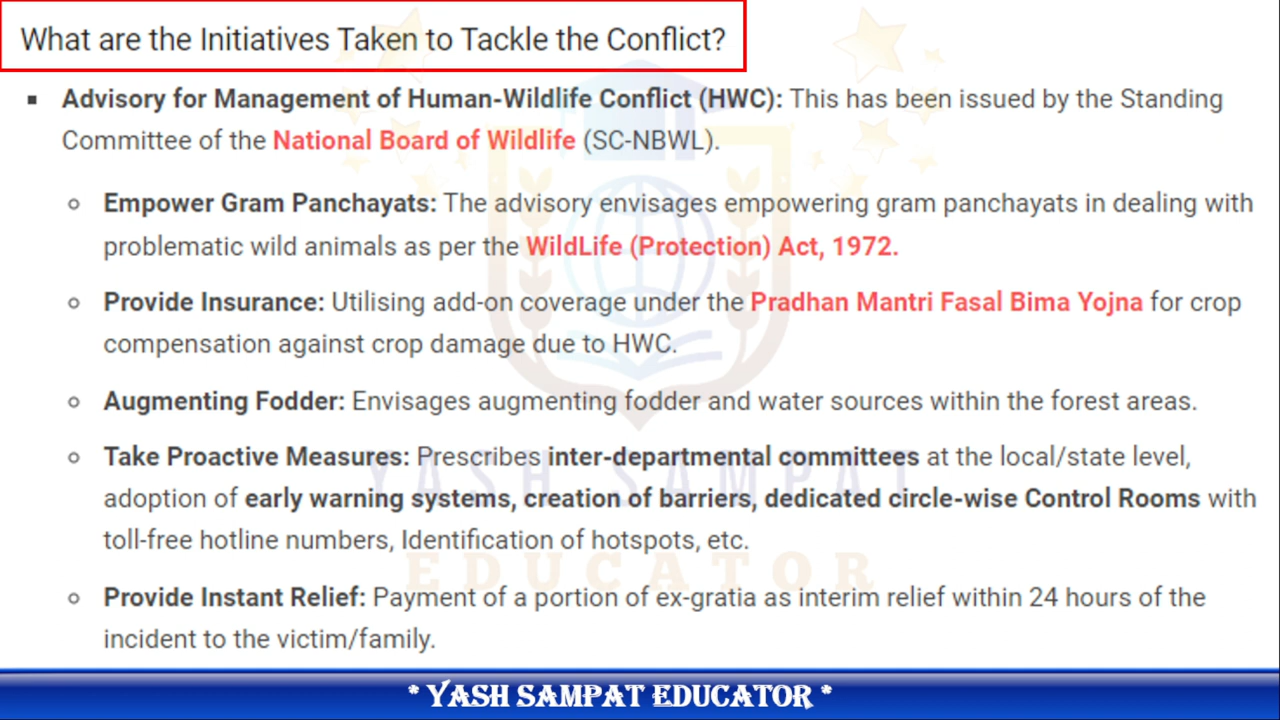 What are the Initiatives Taken to Tackle the Conflict?
▪ Advisory for Management of Human-Wildlife Conflict (HWC): This has been issued by the Standing
Committee of the National Board of Wildlife (SC-NBWL).
○ Empower Gram Panchayats: The advisory envisages empowering gram panchayats in dealing with
problematic wild animals as per the WildLife (Protection) Act, 1972.
○ Provide Insurance: Utilising add-on coverage under the Pradhan Mantri Fasal Bima Yojna for crop
compensation against crop damage due to HWC.
○ Augmenting Fodder: Envisages augmenting fodder and water sources within the forest areas.
○ Take Proactive Measures: Prescribes inter-departmental committees at the local/state level,
adoption of early warning systems, creation of barriers, dedicated circle-wise Control Rooms with
toll-free hotline numbers, Identification of hotspots, etc.
○ Provide Instant Relief: Payment of a portion of ex-gratia as interim relief within 24 hours of the
incident to the victim/family.
YASH SAMPAT
EDUCATOR
* YASH SAMPAT EDUCATOR *